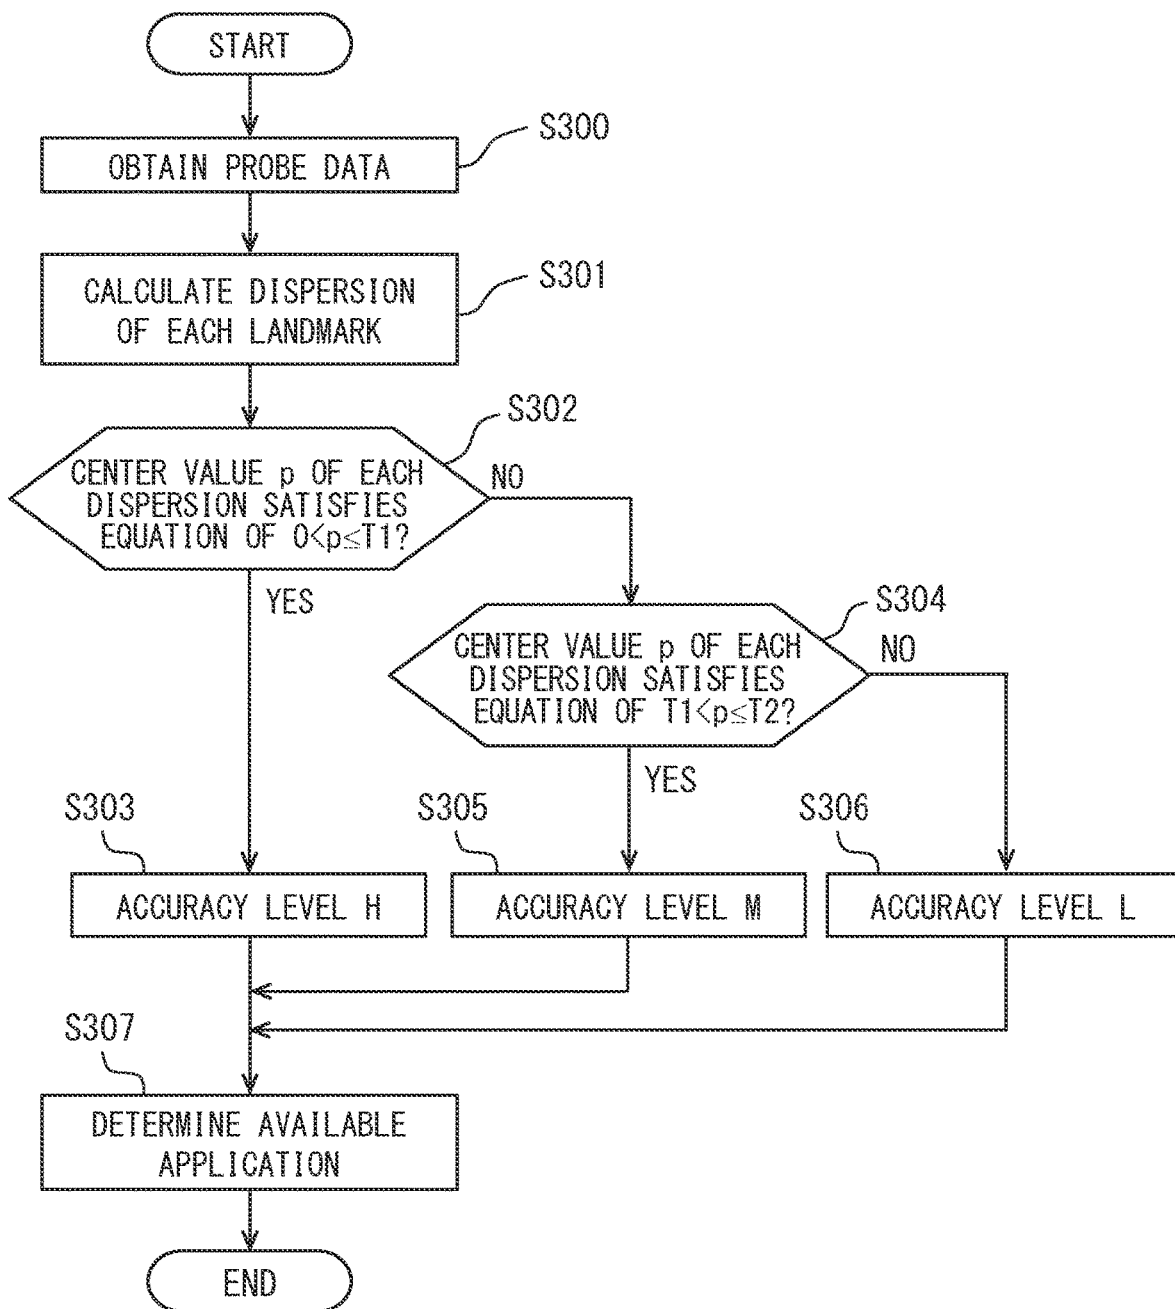 START
S300
OBTAIN PROBE DATA
S301
CALCULATE DISPERSION
OF EACH LANDMARK
S302
CENTER VALUE p OF EACH
DISPERSION SATISFIES
EQUATION OF 0<p≤T1?
NO
YES
S304
CENTER VALUE p OF EACH
DISPERSION SATISFIES
EQUATION OF T1<p≤T2?
NO
YES
S303
S305
S306
ACCURACY LEVEL H
ACCURACY LEVEL M
ACCURACY LEVEL L
S307
DETERMINE AVAILABLE
APPLICATION
END